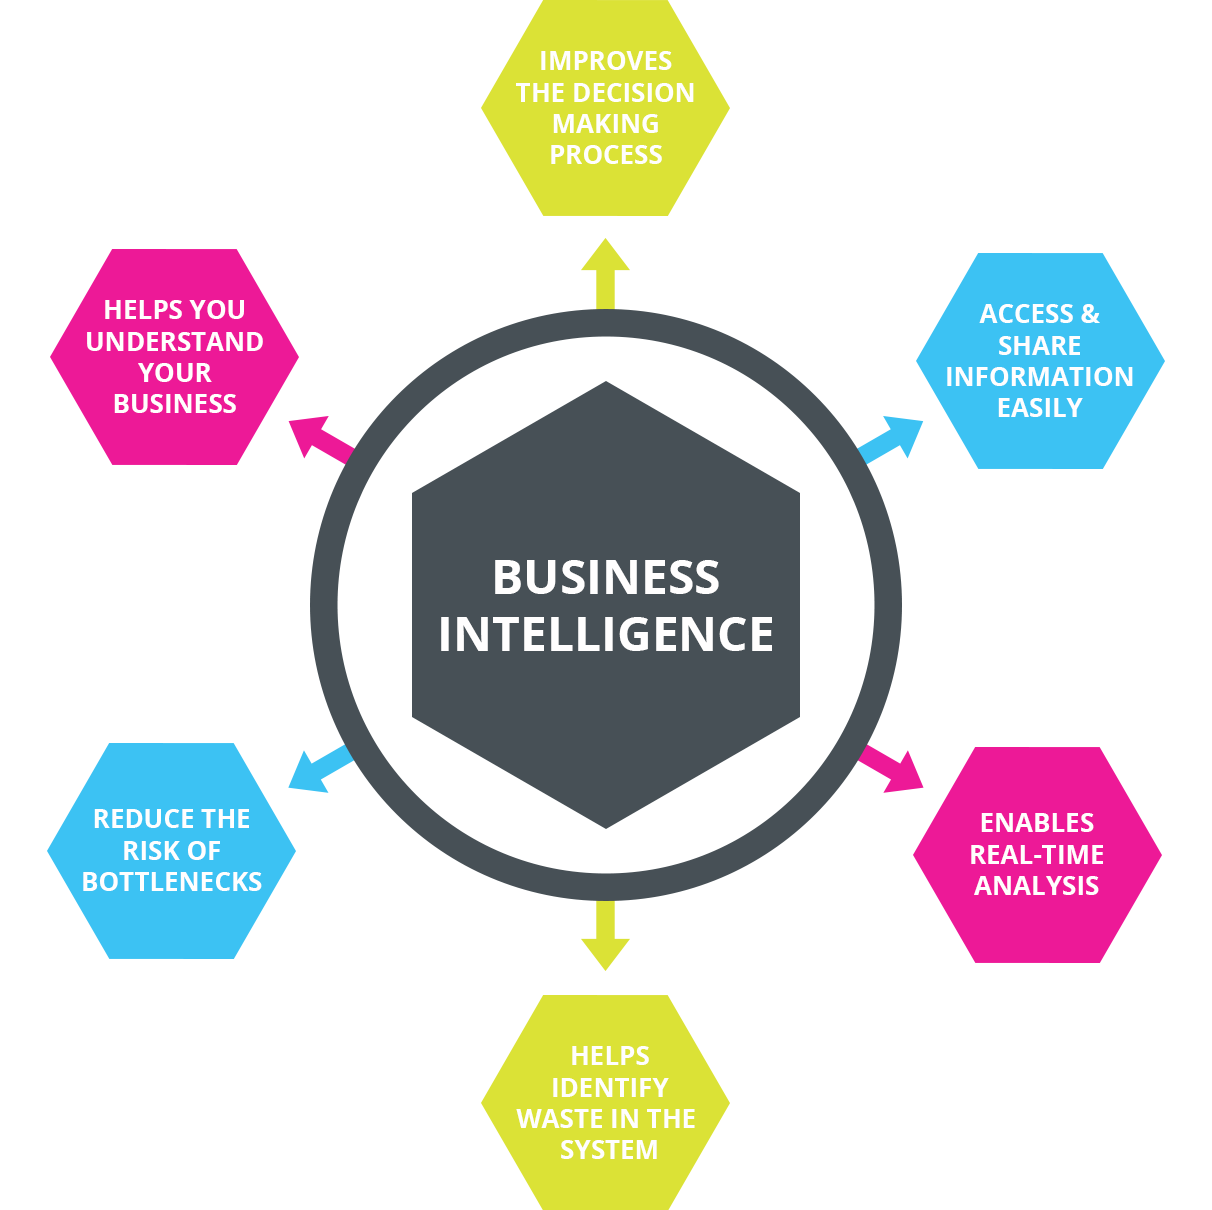 IMPROVES
THE DECISION
MAKING
PROCESS
HELPS YOU
UNDERSTAND
YOUR
BUSINESS
ACCESS &
SHARE
INFORMATION
EASILY
BUSINESS
INTELLIGENCE
REDUCE THE
RISK OF
BOTTLENECKS
ENABLES
REAL-TIME
ANALYSIS
HELPS
IDENTIFY
WASTE IN THE
SYSTEM